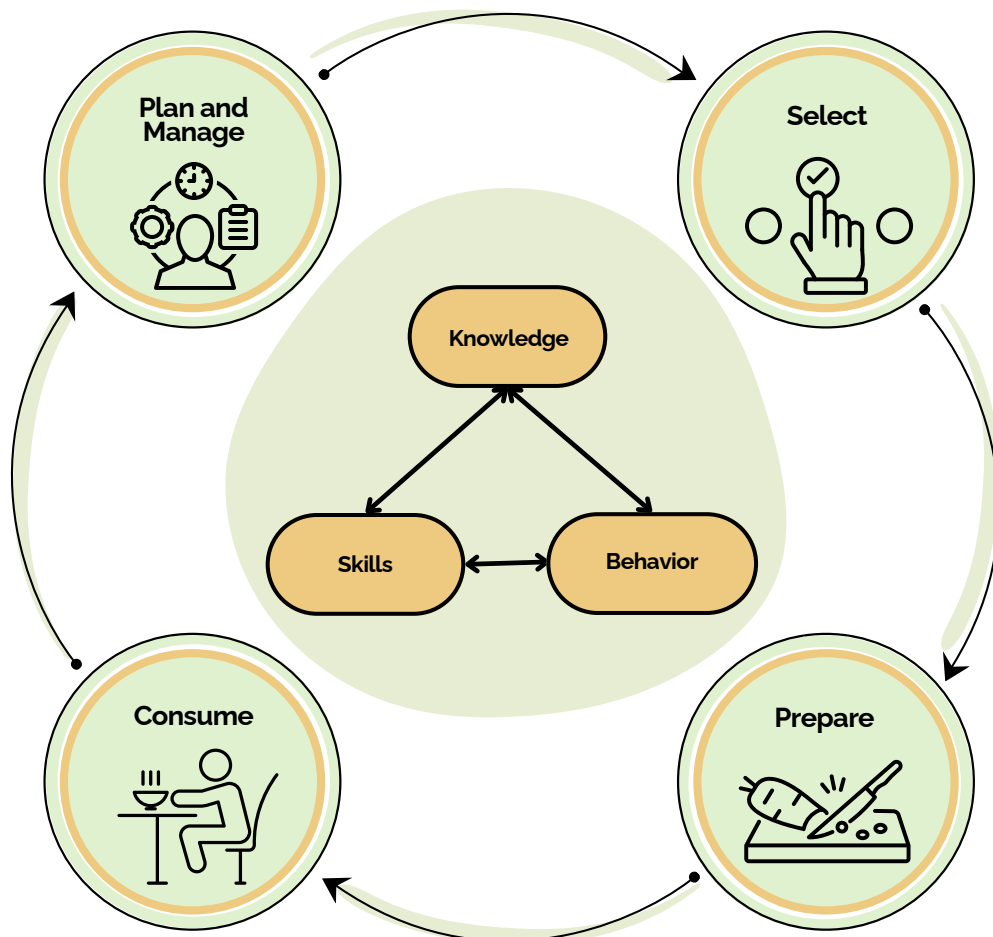 Plan and
Manage
Select
Knowledge
Skills
Behavior
Consume
Prepare